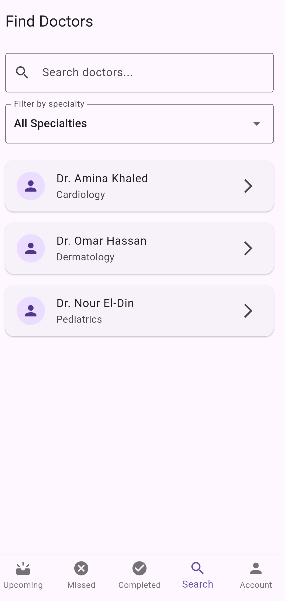 Find Doctors
Search doctors...
Filter by specialty
All Specialties
Dr. Amina Khaled
Cardiology
Dr. Omar Hassan
Dermatology
Dr. Nour El-Din
Pediatrics
Upcoming Missed Completed Search Account